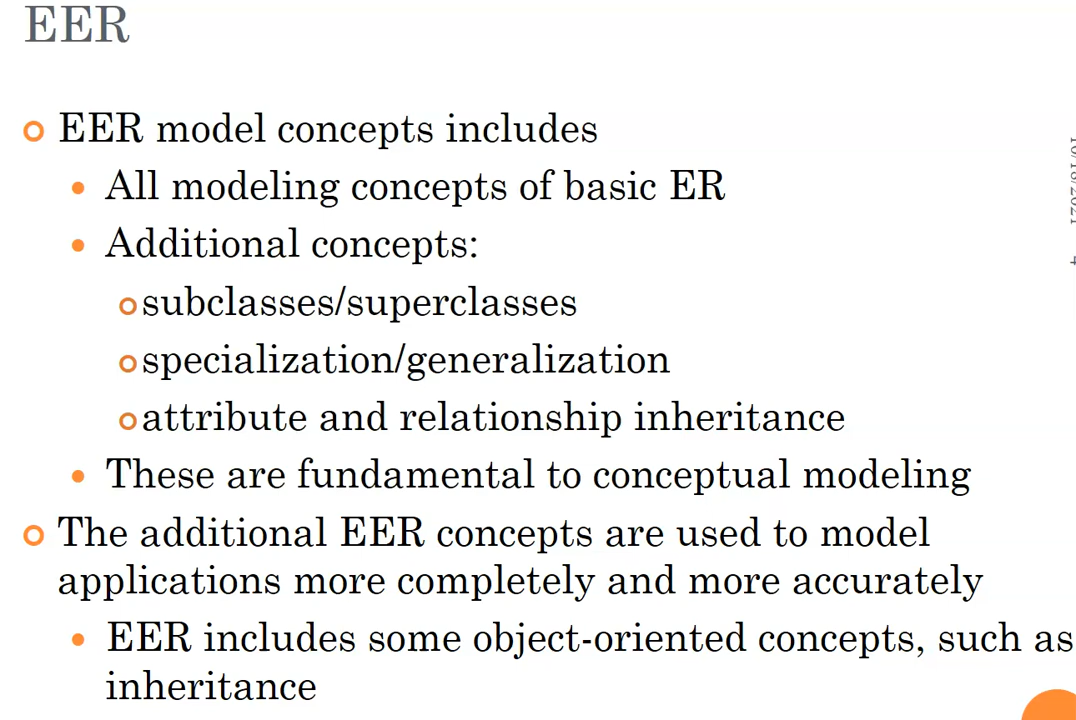 EER
EER model concepts includes
All modeling concepts of basic ER
Additional concepts:
subclasses/superclasses
specialization/generalization
attribute and relationship inheritance
These are fundamental to conceptual modeling
The additional EER concepts are used to model
applications more completely and more accurately
EER includes some object-oriented concepts, such as
inheritance